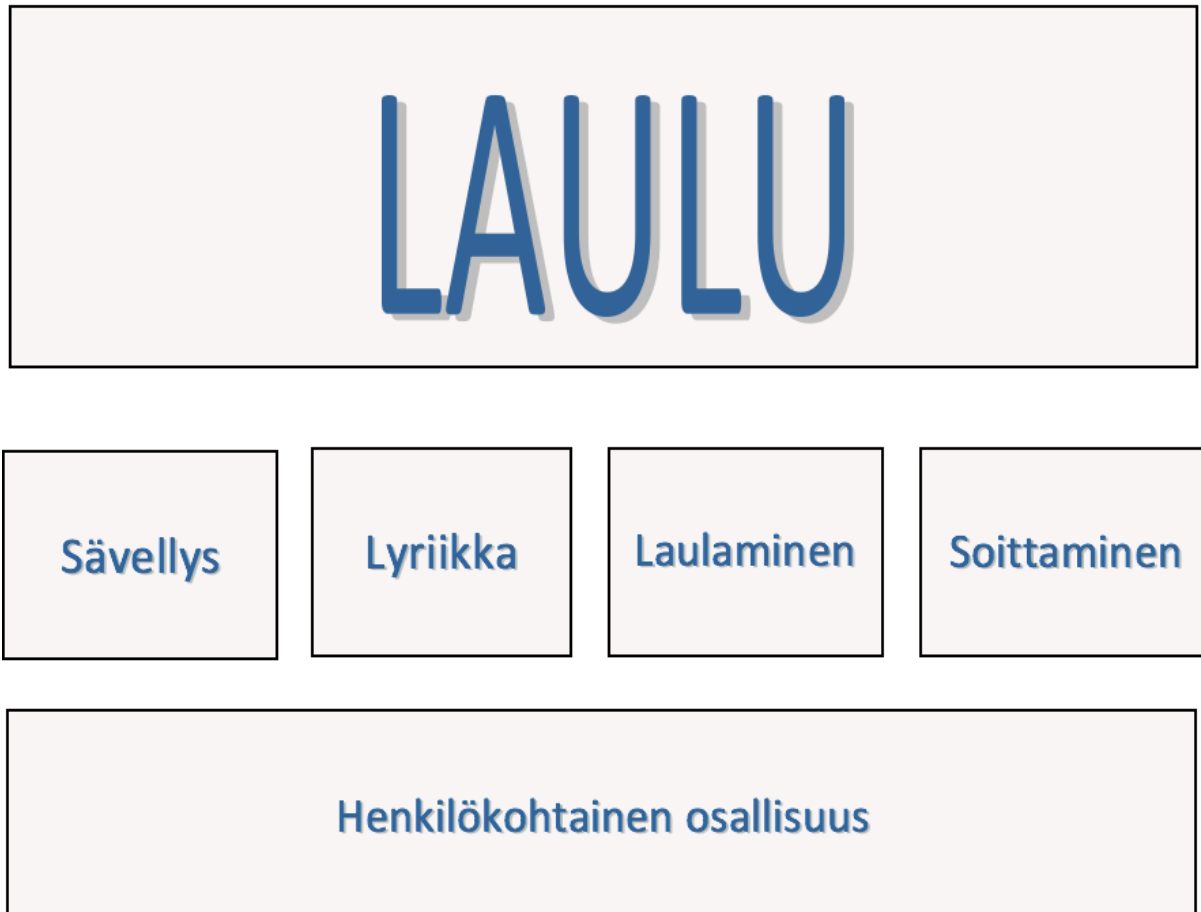 LAULU
Sävellys
Lyriikka
Laulaminen
Soittaminen
Henkilökohtainen osallisuus